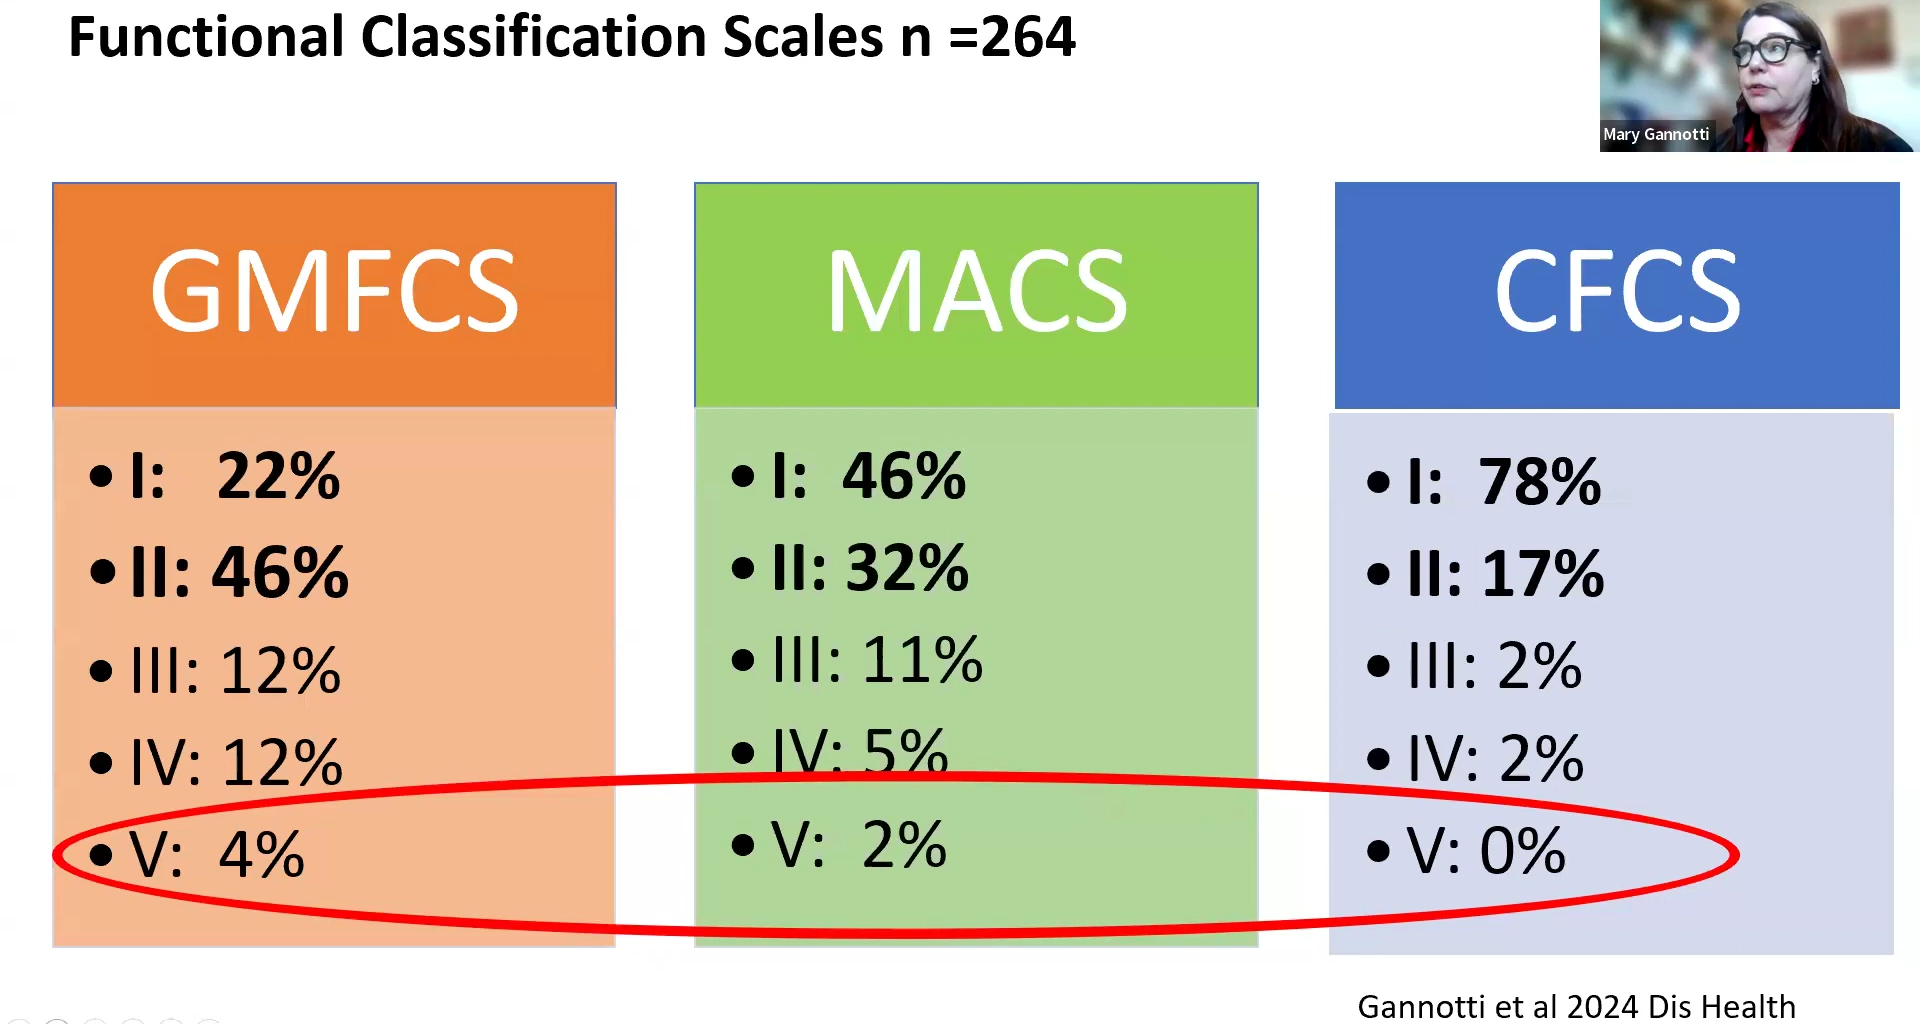 Functional Classification Scales n =264
Mary Gannotti
GMFCS
• I: 22%
• II: 46%
• III: 12%
• IV: 12%
• V: 4%
MACS
• I: 46%
• II: 32%
• III: 11%
• IV: 5%
• V: 2%
CFCS
• I: 78%
• II: 17%
• III: 2%
• IV: 2%
• V: 0%
Gannotti et al 2024 Dis Health